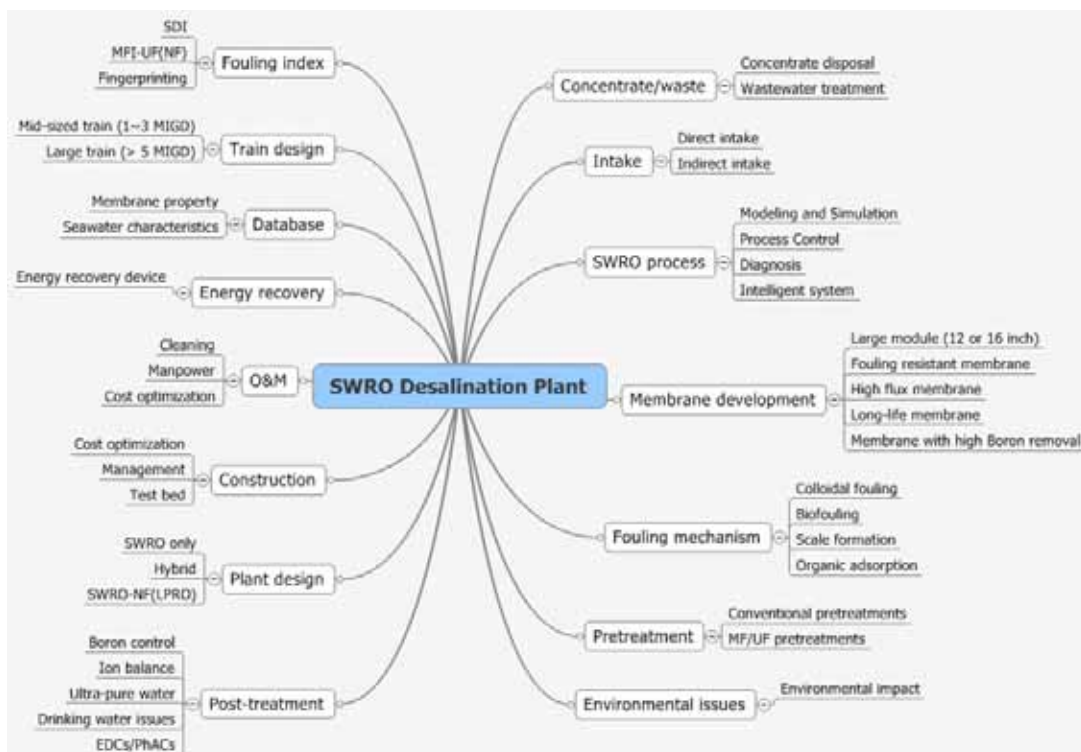 SDI
MFI-UF(NF)
Fingerprinting
Fouling index
Mid-sized train (1~3 MIGD)
Large train (> 5 MIGD)
Train design
Membrane property
Seawater characteristics
Database
Energy recovery device
Energy recovery
Cleaning
Manpower
Cost optimization
O&M
Cost optimization
Management
Test bed
Construction
SWRO only
Hybrid
SWRO-NF(LPRO)
Plant design
Boron control
Ion balance
Ultra-pure water
Drinking water issues
EDCs/PhACs
Post-treatment
SWRO Desalination Plant
Concentrate/waste
Concentrate disposal
Wastewater treatment
Intake
Direct intake
Indirect intake
SWRO process
Modeling and Simulation
Process Control
Diagnosis
Intelligent system
Membrane development
Large module (12 or 16 inch)
Fouling resistant membrane
High flux membrane
Long-life membrane
Membrane with high Boron removal
Fouling mechanism
Colloidal fouling
Biofouling
Scale formation
Organic adsorption
Pretreatment
Conventional pretreatments
MF/UF pretreatments
Environmental issues
Environmental impact